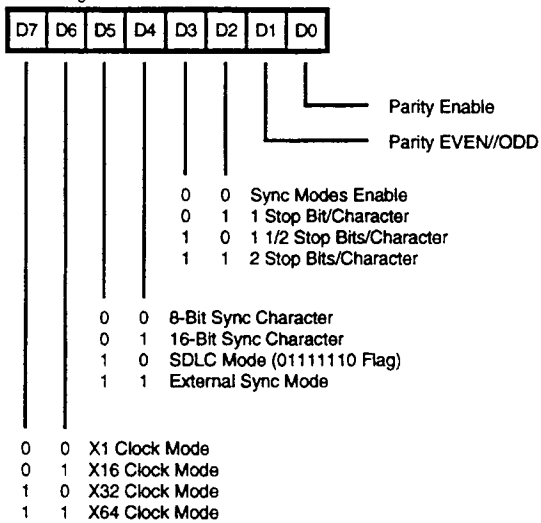 D7 D6 D5 D4 D3 D2 D1 D0
Parity Enable
Parity EVEN//ODD
0 0 Sync Modes Enable
0 1 1 Stop Bit/Character
1 0 1 1/2 Stop Bits/Character
1 1 2 Stop Bits/Character
0 0 8-Bit Sync Character
0 1 16-Bit Sync Character
1 0 SDLC Mode (01111110 Flag)
1 1 External Sync Mode
0 0 X1 Clock Mode
0 1 X16 Clock Mode
1 0 X32 Clock Mode
1 1 X64 Clock Mode